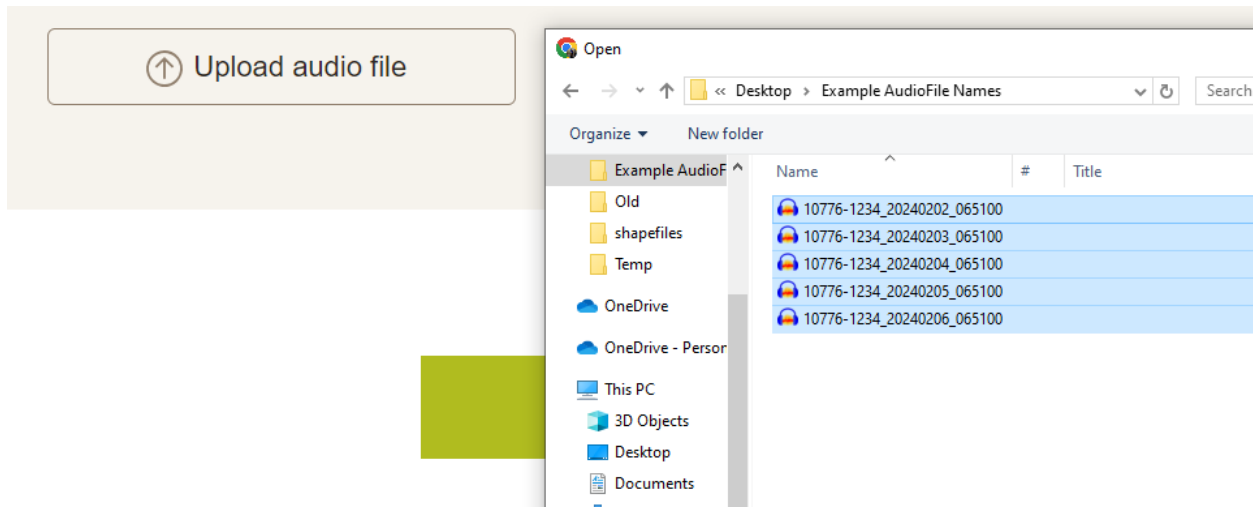 Upload audio file
Open
« Desktop › Example AudioFile Names
Search
Organize
New folder
Example AudioF
Old
shapefiles
Temp
OneDrive
OneDrive - Person
This PC
3D Objects
Desktop
Documents
Name # Title
10776-1234_20240202_065100
10776-1234_20240203_065100
10776-1234_20240204_065100
10776-1234_20240205_065100
10776-1234_20240206_065100